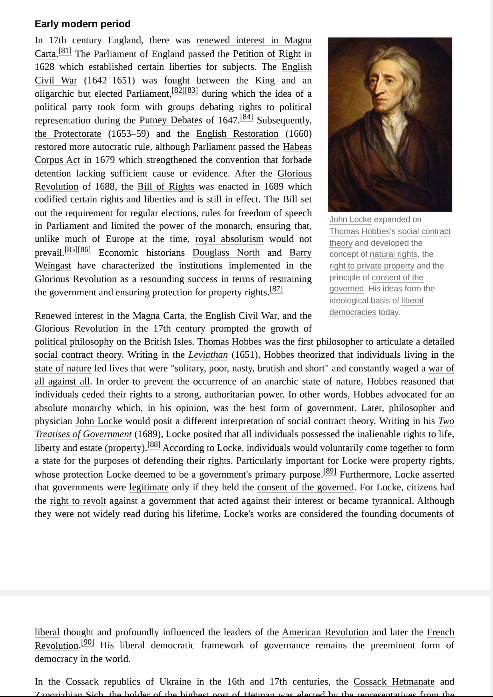 Early modern period
In 17th century England, there was renewed interest in Magna
Carta.[81] The Parliament of England passed the Petition of Right in
1628 which established certain liberties for subjects. The English
Civil War (1642–1651) was fought between the King and an
oligarchic but elected Parliament,[82][83] during which the idea of a
political party took form with groups debating rights to political
representation during the Putney Debates of 1647.[84] Subsequently,
the Protectorate (1653–59) and the English Restoration (1660)
restored more autocratic rule, although Parliament passed the Habeas
Corpus Act in 1679 which strengthened the convention that forbade
detention lacking sufficient cause or evidence. After the Glorious
Revolution of 1688, the Bill of Rights was enacted in 1689 which
codified certain rights and liberties and is still in effect. The Bill set
out the requirement for regular elections, rules for freedom of speech
in Parliament and limited the power of the monarch, ensuring that,
unlike much of Europe at the time, royal absolutism would not
prevail.[85][86] Economic historians Douglass North and Barry
Weingast have characterized the institutions implemented in the
Glorious Revolution as a resounding success in terms of restraining
the government and ensuring protection for property rights.[87]
John Locke expanded on
Thomas Hobbes's social contract
theory and developed the
concept of natural rights, the
right to private property and the
principle of consent of the
governed. His ideas form the
ideological basis of liberal
democracies today.
Renewed interest in the Magna Carta, the English Civil War, and the
Glorious Revolution in the 17th century prompted the growth of
political philosophy on the British Isles. Thomas Hobbes was the first philosopher to articulate a detailed
social contract theory. Writing in the Leviathan (1651), Hobbes theorized that individuals living in the
state of nature led lives that were "solitary, poor, nasty, brutish and short" and constantly waged a war of
all against all. In order to prevent the occurrence of an anarchic state of nature, Hobbes reasoned that
individuals ceded their rights to a strong, authoritarian power. In other words, Hobbes advocated for an
absolute monarchy which, in his opinion, was the best form of government. Later, philosopher and
physician John Locke would posit a different interpretation of social contract theory. Writing in his Two
Treatises of Government (1689), Locke posited that all individuals possessed the inalienable rights to life,
liberty and estate (property).[88] According to Locke, individuals would voluntarily come together to form
a state for the purposes of defending their rights. Particularly important for Locke were property rights,
whose protection Locke deemed to be a government's primary purpose.[89] Furthermore, Locke asserted
that governments were legitimate only if they held the consent of the governed. For Locke, citizens had
the right to revolt against a government that acted against their interest or became tyrannical. Although
they were not widely read during his lifetime, Locke's works are considered the founding documents of
liberal thought and profoundly influenced the leaders of the American Revolution and later the French
Revolution.[90] His liberal democratic framework of governance remains the preeminent form of
democracy in the world.
In the Cossack republics of Ukraine in the 16th and 17th centuries, the Cossack Hetmanate and
Zaporizhian Sich, the holder of the highest post of Hetman was elected by the representatives from the